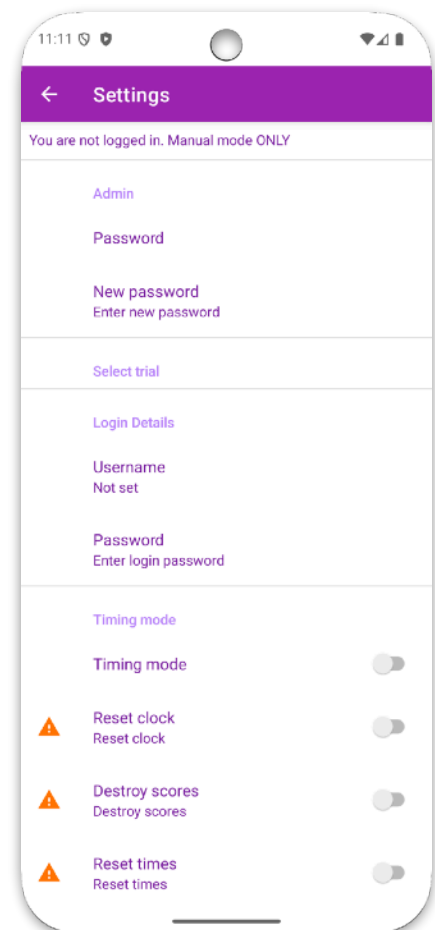 11:11
Settings
You are not logged in. Manual mode ONLY
Admin
Password
New password
Enter new password
Select trial
Login Details
Username
Not set
Password
Enter login password
Timing mode
Timing mode
Reset clock
Reset clock
Destroy scores
Destroy scores
Reset times
Reset times